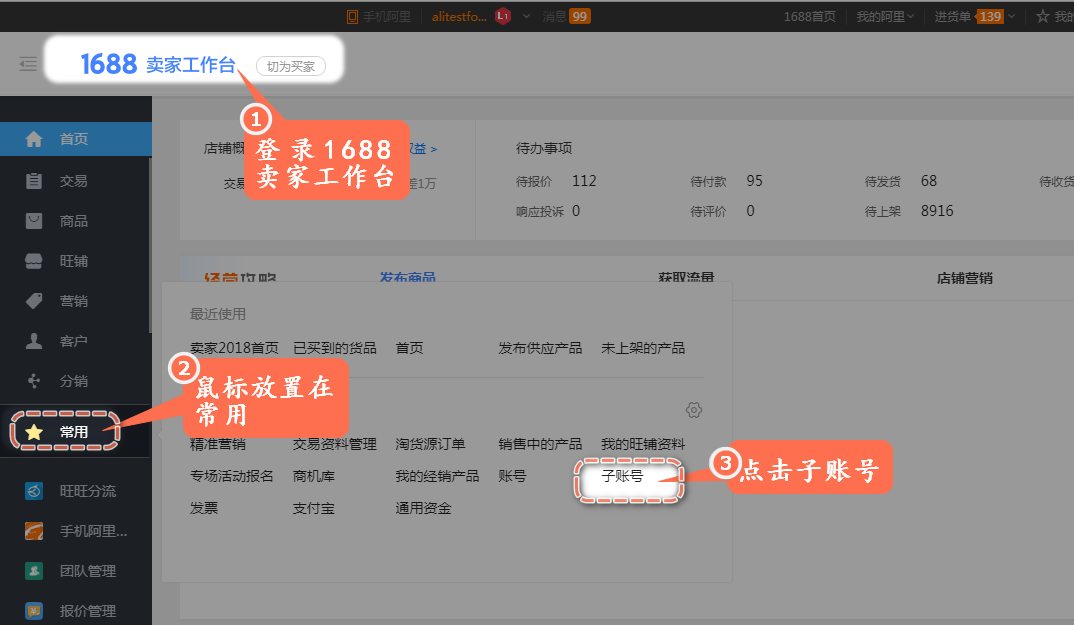 手机阿里 alitestfo... L1 消息 99 1688首页 我的阿里 进货单 139 我的
1688 卖家工作台 切为买家
1
登录1688
卖家工作台
首页
交易
商品
旺铺
营销
客户
分销
常用
旺旺分流
手机阿里...
团队管理
报价管理
店铺概 权益 >
交易 差1万
待办事项
待报价 112 待付款 95 待发货 68 待收货
响应投诉 0 待评价 0 待上架 8916
经营攻略 发布商品 获取流量 店铺营销
最近使用
卖家2018首页 已买到的货品 首页 发布供应产品 未上架的产品
2
鼠标放置在
常用
精准营销 交易资料管理 淘货源订单 销售中的产品 我的旺铺资料
专场活动报名 商机库 我的经销产品 账号 子账号
发票 支付宝 通用资金
3
点击子账号